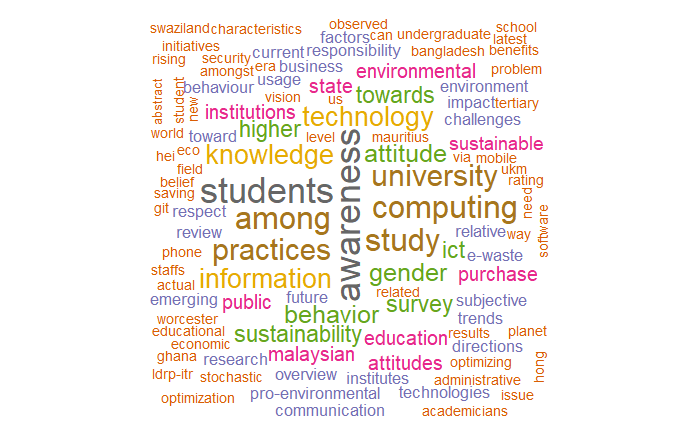 observed
swaziland characteristics school
factors can undergraduate
initiatives current responsibility latest
rising security bangladesh benefits
amongst era business environmental problem
behaviour usage state environment
abstract student new vision us towards impact tertiary
institutions technology challenges
world toward higher level mauritius sustainable
hei eco knowledge awareness attitude via mobile
field ukm
belief students university rating
saving
git respect among computing need
review study relative way software
phone practices ict e-waste
staffs information gender purchase
actual related
emerging public future survey subjective
worcester behavior trends
educational sustainability education results planet
economic directions
ghana research malaysian attitudes optimizing
ldrp-itr stochastic overview institutes administrative hong
optimization pro-environmental technologies issue
communication academicians